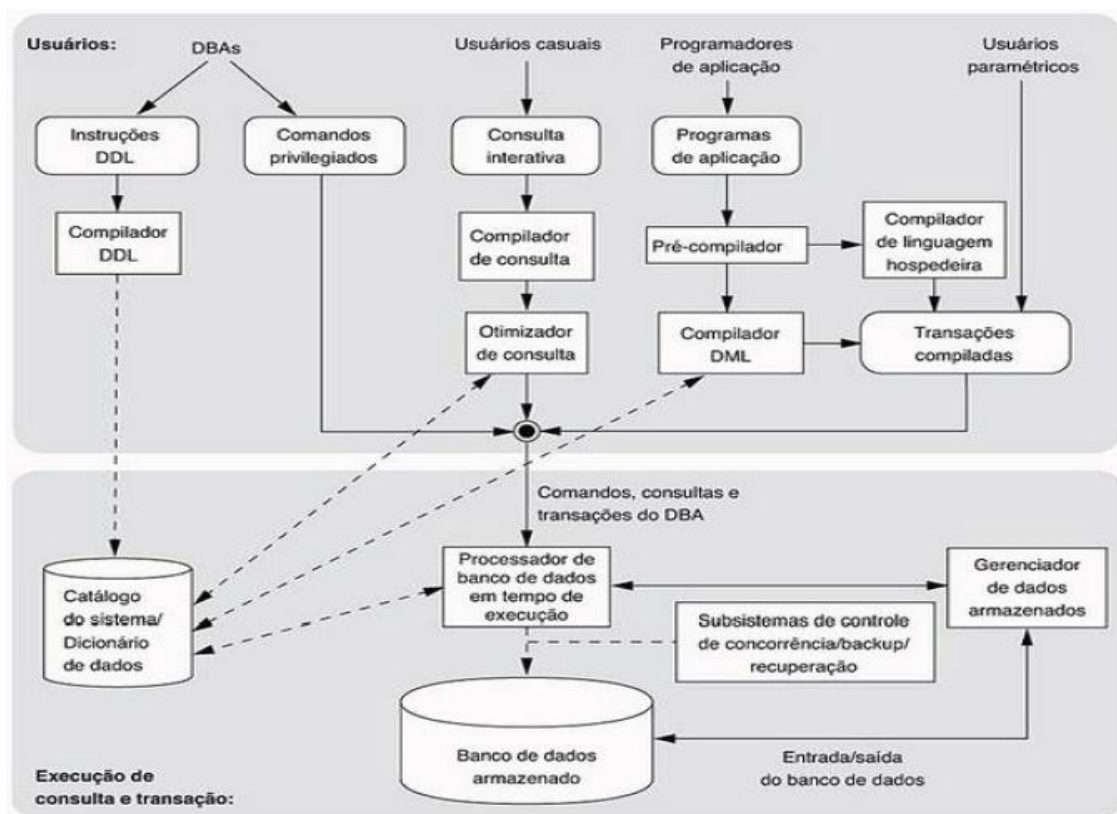 Usuários:
DBAs
Usuários casuais
Programadores
de aplicação
Usuários
paramétricos
Instruções
DDL
Comandos
privilegiados
Consulta
interativa
Programas
de aplicação
Compilador
DDL
Compilador
de consulta
Pré-compilador
Compilador
de linguagem
hospedeira
Otimizador
de consulta
Compilador
DML
Transações
compiladas
Comandos, consultas e
transações do DBA
Catálogo
do sistema/
Dicionário
de dados
Processador de
banco de dados
em tempo de
execução
Gerenciador
de dados
armazenados
Subsistemas de controle
de concorrência/backup/
recuperação
Banco de dados
armazenado
Entrada/saída
do banco de dados
Execução de
consulta e transação: